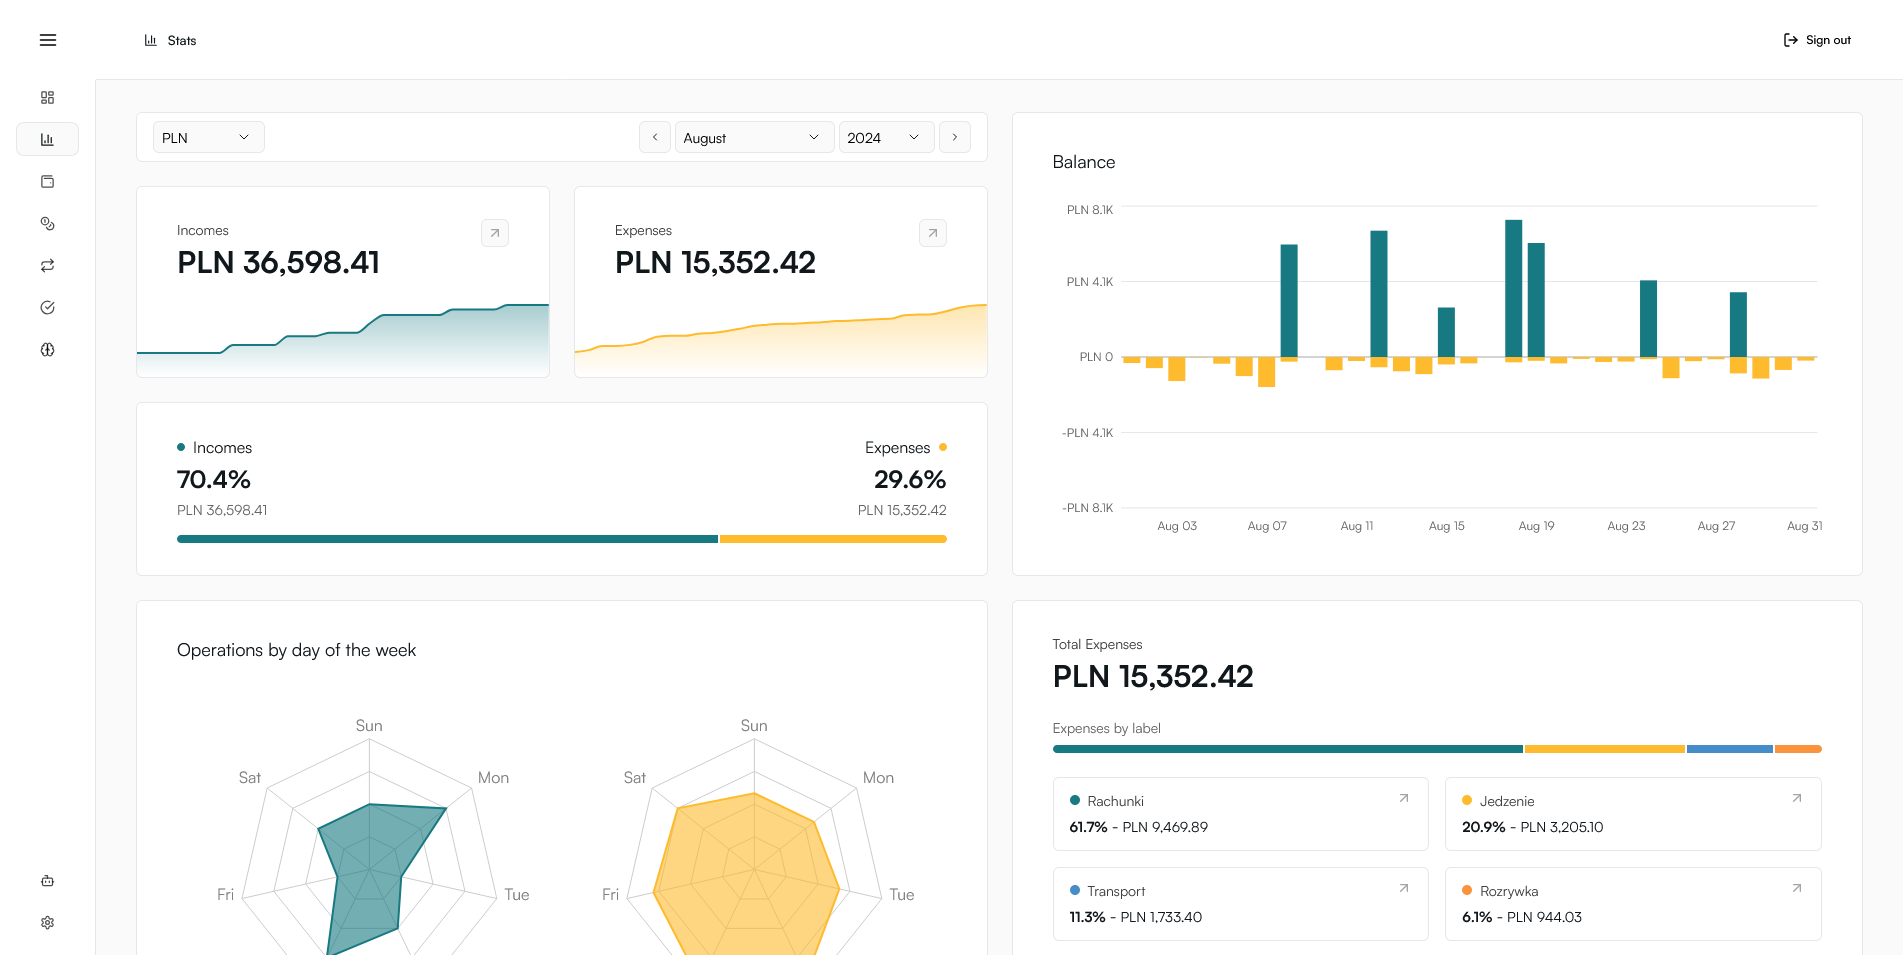 Stats
Sign out
PLN
August
2024
Incomes
PLN 36,598.41
Expenses
PLN 15,352.42
Incomes
70.4%
PLN 36,598.41
Expenses
29.6%
PLN 15,352.42
Balance
PLN 8.1K
PLN 4.1K
PLN 0
-PLN 4.1K
-PLN 8.1K
Aug 03 Aug 07 Aug 11 Aug 15 Aug 19 Aug 23 Aug 27 Aug 31
Operations by day of the week
Sun
Mon
Tue
Fri
Sat
Sun
Mon
Tue
Fri
Sat
Total Expenses
PLN 15,352.42
Expenses by label
Rachunki
61.7% - PLN 9,469.89
Jedzenie
20.9% - PLN 3,205.10
Transport
11.3% - PLN 1,733.40
Rozrywka
6.1% - PLN 944.03